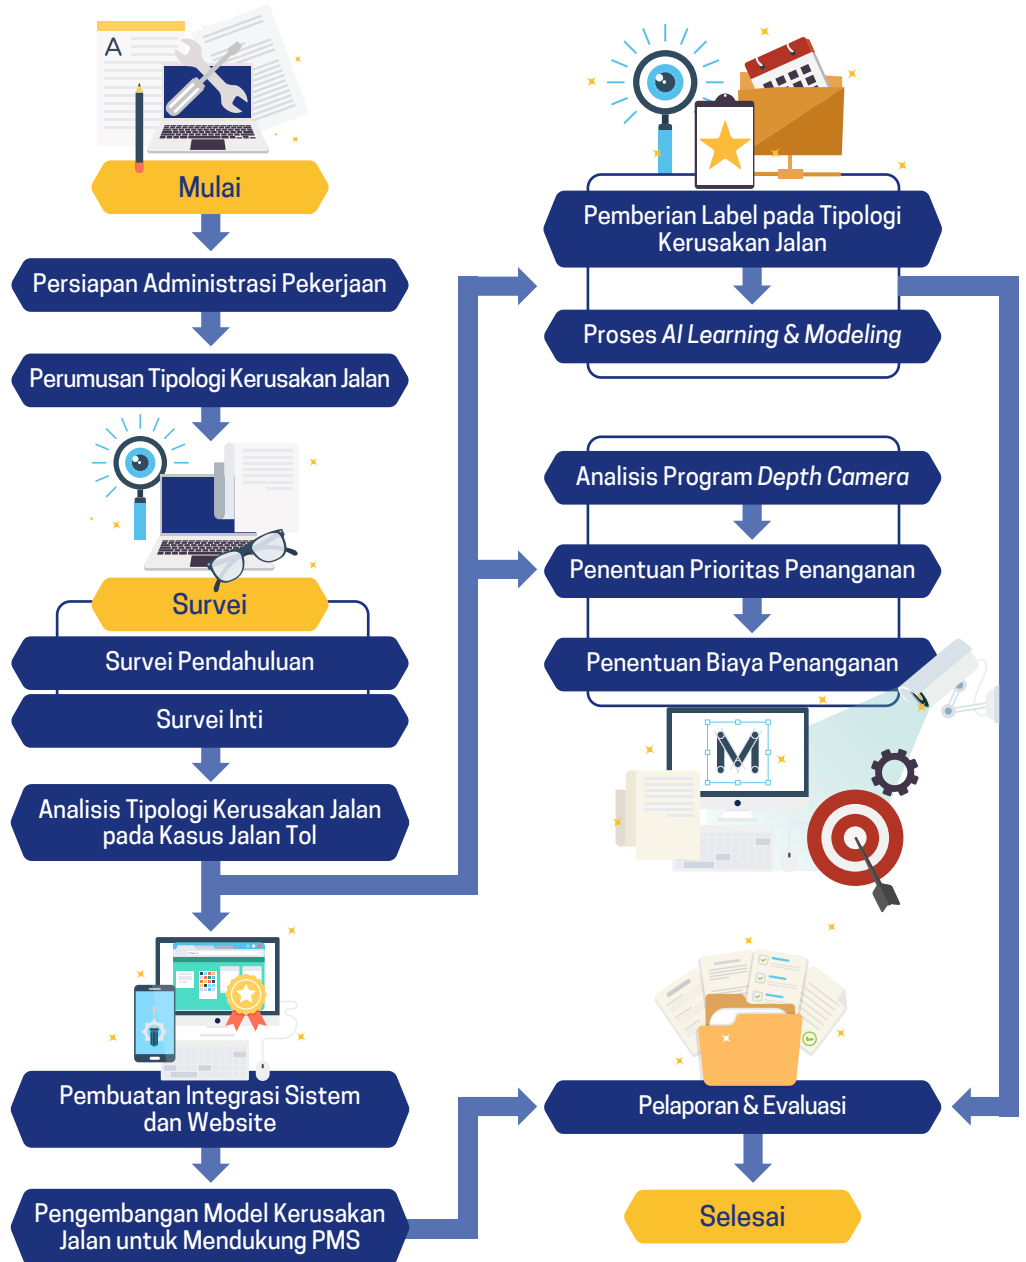 A
Mulai
Persiapan Administrasi Pekerjaan
Perumusan Tipologi Kerusakan Jalan
Survei
Survei Pendahuluan
Survei Inti
Analisis Tipologi Kerusakan Jalan
pada Kasus Jalan Tol
Pembuatan Integrasi Sistem
dan Website
Pengembangan Model Kerusakan
Jalan untuk Mendukung PMS
Pemberian Label pada Tipologi
Kerusakan Jalan
Proses AI Learning & Modeling
Analisis Program Depth Camera
Penentuan Prioritas Penanganan
Penentuan Biaya Penanganan
M
Pelaporan & Evaluasi
Selesai